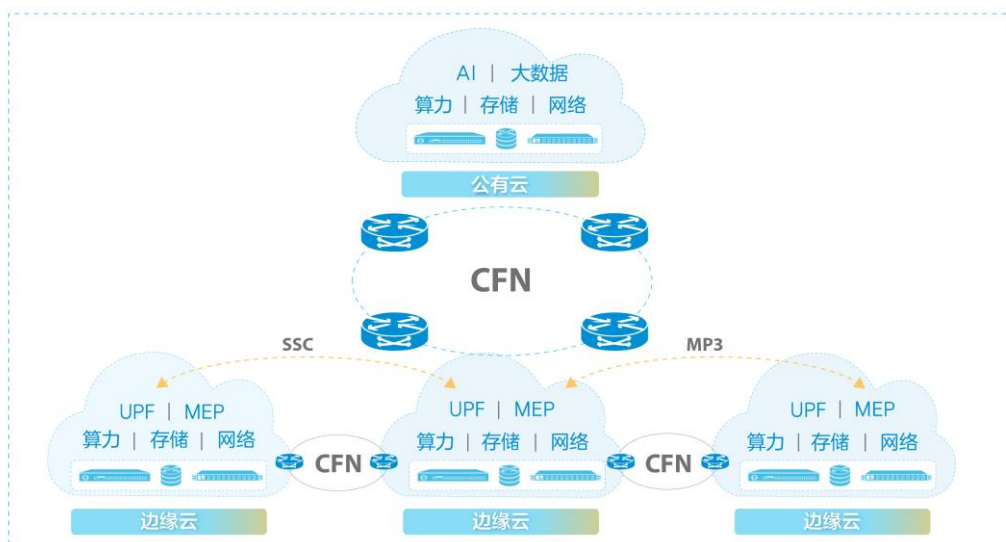 AI | 大数据
算力 | 存储 | 网络
公有云
CFN
SSC
MP3
UPF | MEP
算力 | 存储 | 网络
边缘云
CFN
UPF | MEP
算力 | 存储 | 网络
边缘云
CFN
UPF | MEP
算力 | 存储 | 网络
边缘云